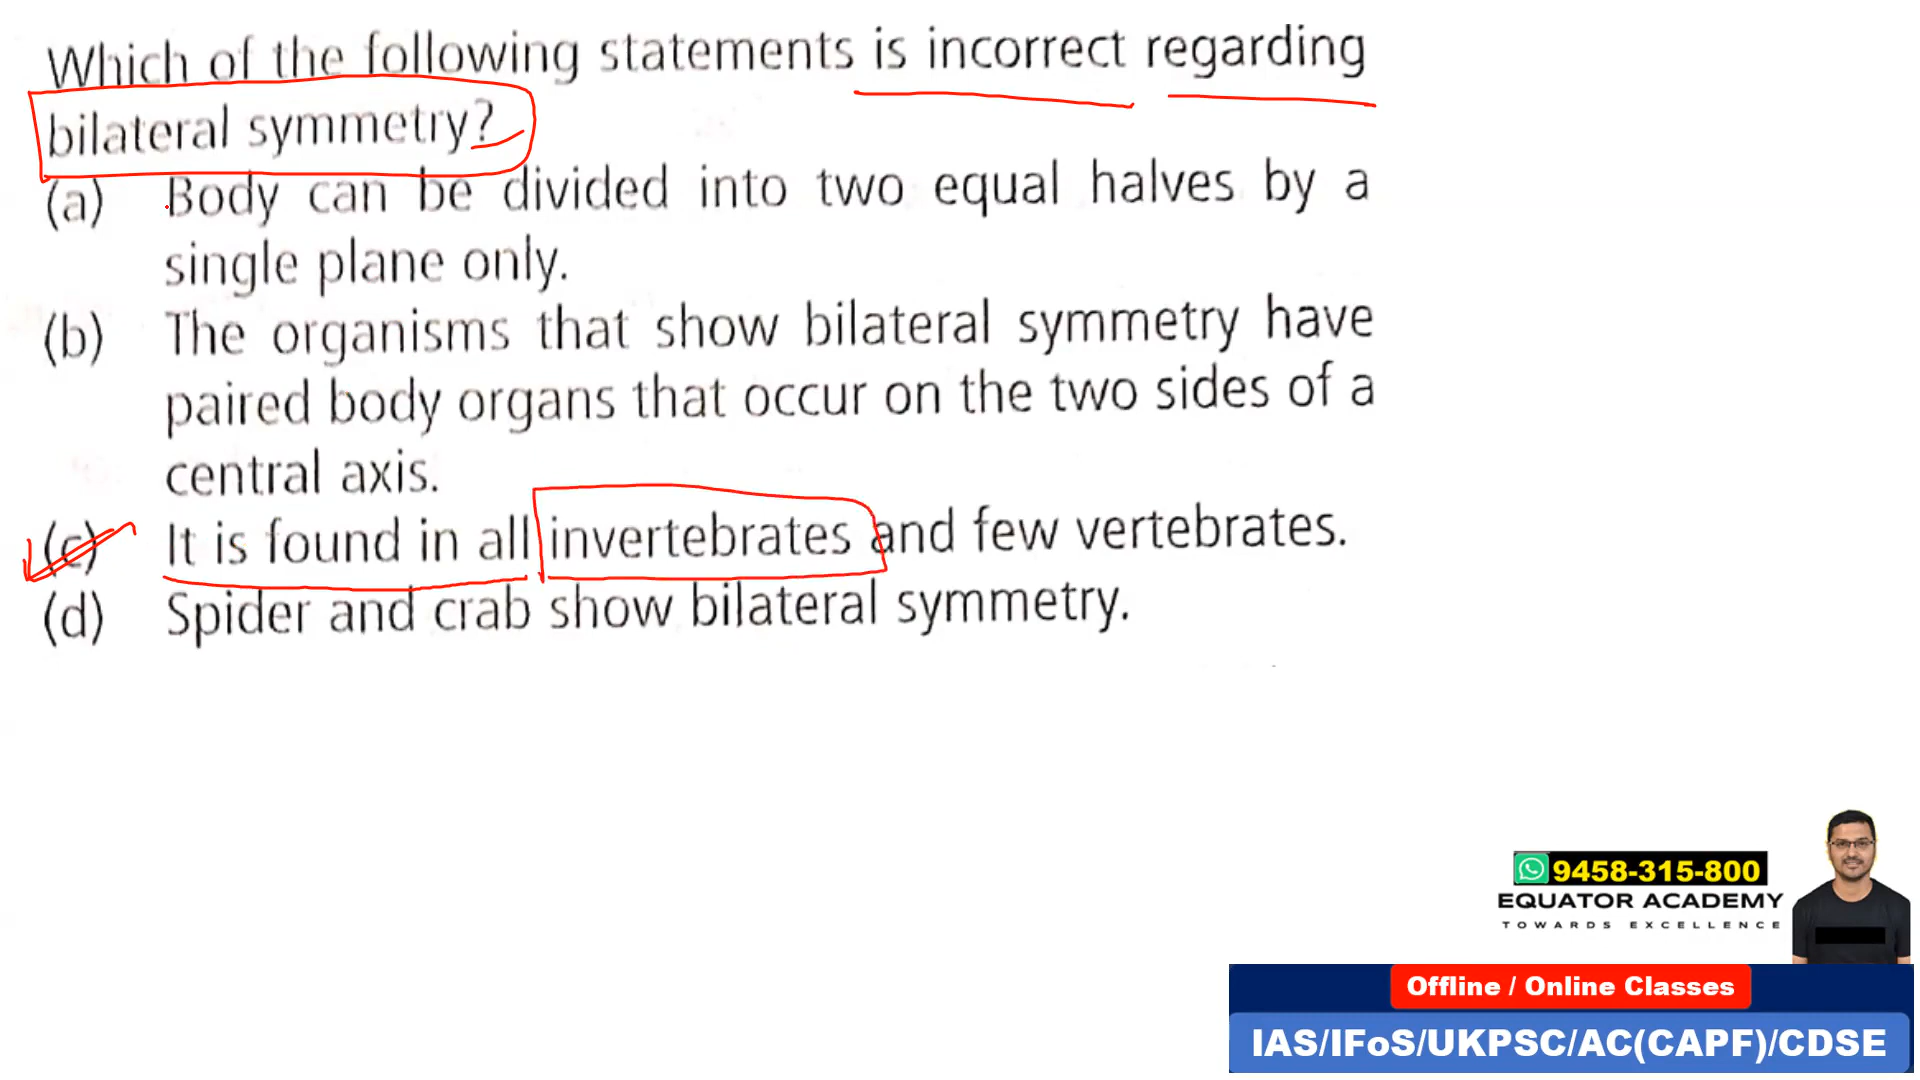 Which of the following statements is incorrect regarding
bilateral symmetry?
(a) Body can be divided into two equal halves by a
single plane only.
(b) The organisms that show bilateral symmetry have
paired body organs that occur on the two sides of a
central axis.
(c) It is found in all invertebrates and few vertebrates.
(d) Spider and crab show bilateral symmetry.
9458-315-800
EQUATOR ACADEMY
TOWARDS EXCELLENCE
Offline / Online Classes
IAS/IFoS/UKPSC/AC(CAPF)/CDSE